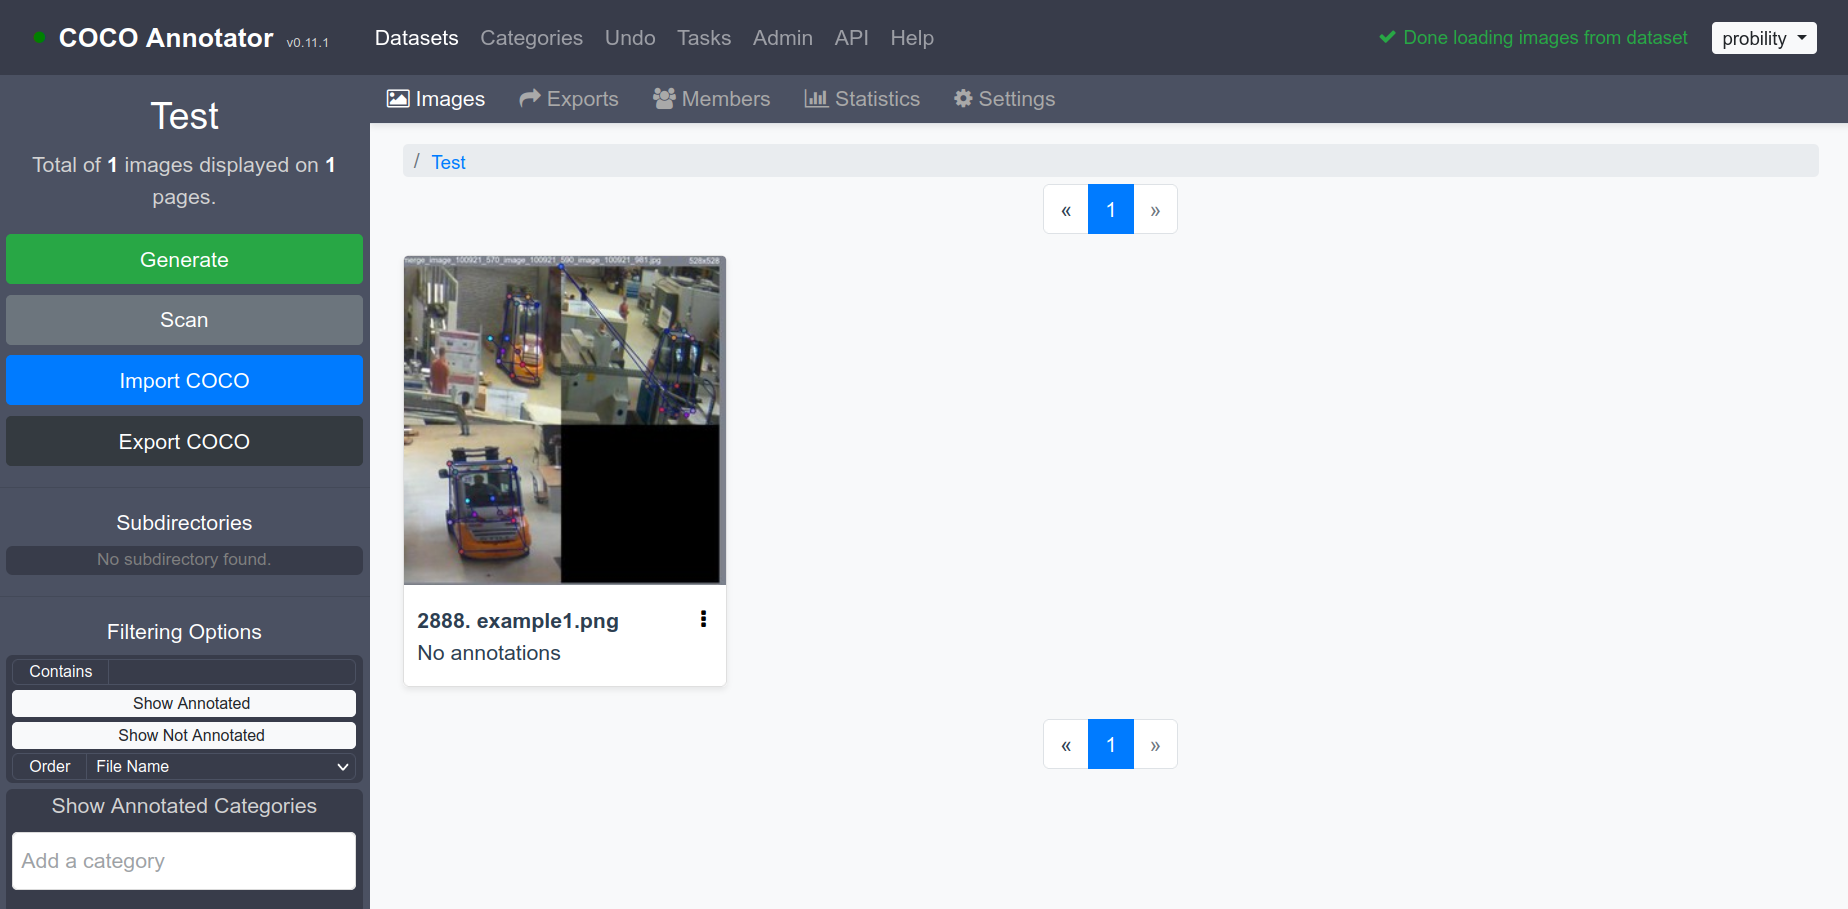 COCO Annotator v0.11.1
Datasets Categories Undo Tasks Admin API Help
Done loading images from dataset
probility
Images Exports Members Statistics Settings
Test
Total of 1 images displayed on 1
pages.
Generate
Scan
Import COCO
Export COCO
Subdirectories
No subdirectory found.
Filtering Options
Contains
Show Annotated
Show Not Annotated
Order File Name
Show Annotated Categories
Add a category
/ Test
« 1 »
merge_image_100921_570_image_100921_590_image_100921_981.jpg 528x528
2888. example1.png
No annotations
« 1 »